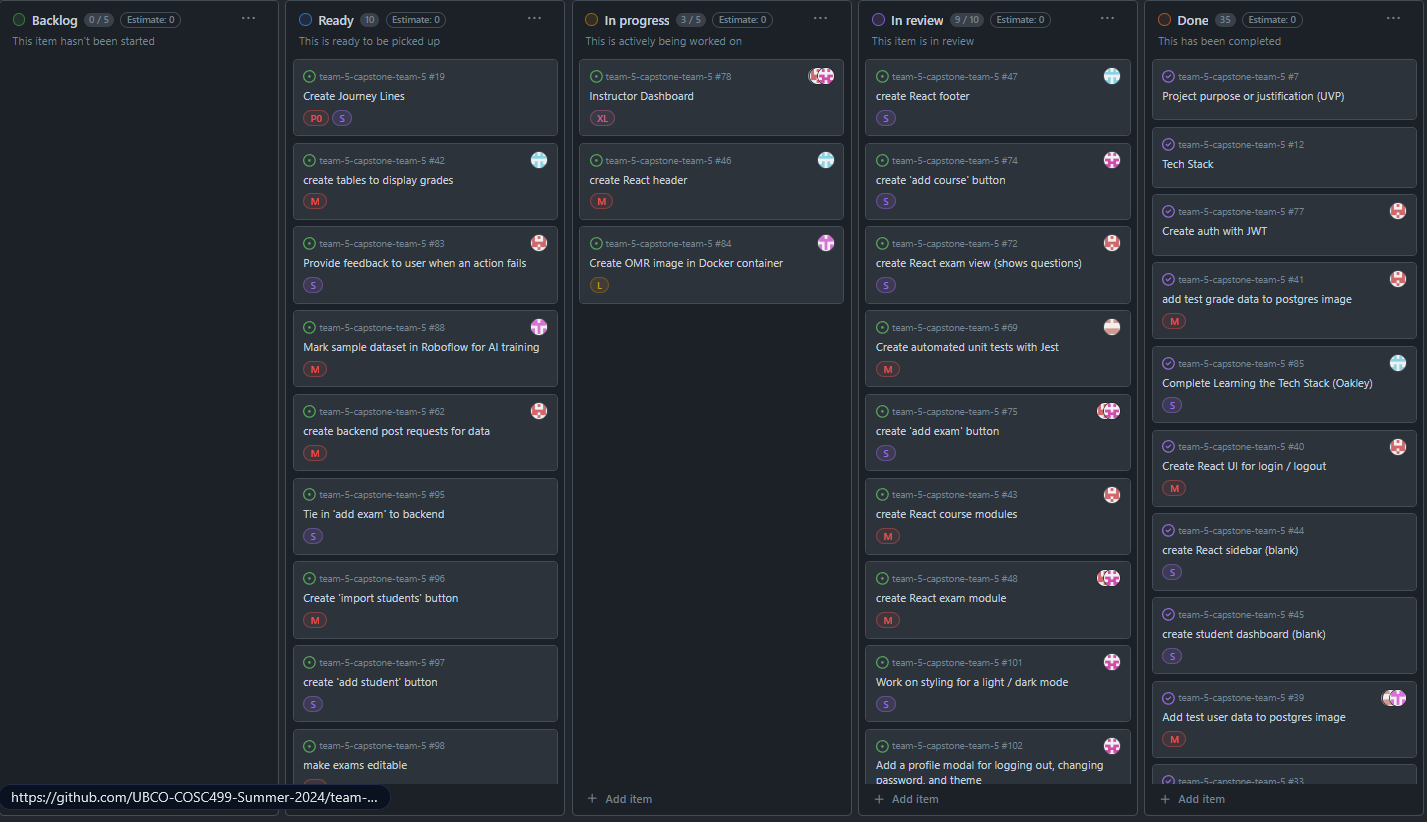 Backlog 0 / 5 Estimate: 0 ...
This item hasn't been started
Ready 10 Estimate: 0 ...
This is ready to be picked up
team-5-capstone-team-5 #19
Create Journey Lines
P0 S
team-5-capstone-team-5 #42
create tables to display grades
M
team-5-capstone-team-5 #83
Provide feedback to user when an action fails
S
team-5-capstone-team-5 #88
Mark sample dataset in Roboflow for AI training
M
team-5-capstone-team-5 #62
create backend post requests for data
M
team-5-capstone-team-5 #95
Tie in 'add exam' to backend
S
team-5-capstone-team-5 #96
Create 'import students' button
M
team-5-capstone-team-5 #97
create 'add student' button
S
team-5-capstone-team-5 #98
make exams editable
In progress 3 / 5 Estimate: 0 ...
This is actively being worked on
team-5-capstone-team-5 #78
Instructor Dashboard
XL
team-5-capstone-team-5 #46
create React header
M
team-5-capstone-team-5 #84
Create OMR image in Docker container
L
+ Add item
In review 9 / 10 Estimate: 0 ...
This item is in review
team-5-capstone-team-5 #47
create React footer
S
team-5-capstone-team-5 #74
create 'add course' button
S
team-5-capstone-team-5 #72
create React exam view (shows questions)
S
team-5-capstone-team-5 #69
Create automated unit tests with Jest
M
team-5-capstone-team-5 #75
create 'add exam' button
S
team-5-capstone-team-5 #43
create React course modules
M
team-5-capstone-team-5 #48
create React exam module
M
team-5-capstone-team-5 #101
Work on styling for a light / dark mode
S
team-5-capstone-team-5 #102
Add a profile modal for logging out, changing
password, and theme
+ Add item
Done 35 Estimate: 0 ...
This has been completed
team-5-capstone-team-5 #7
Project purpose or justification (UVP)
team-5-capstone-team-5 #12
Tech Stack
team-5-capstone-team-5 #77
Create auth with JWT
team-5-capstone-team-5 #41
add test grade data to postgres image
M
team-5-capstone-team-5 #85
Complete Learning the Tech Stack (Oakley)
S
team-5-capstone-team-5 #40
Create React UI for login / logout
M
team-5-capstone-team-5 #44
create React sidebar (blank)
S
team-5-capstone-team-5 #45
create student dashboard (blank)
S
team-5-capstone-team-5 #39
Add test user data to postgres image
M
team-5-capstone-team-5 #33
+ Add item
https://github.com/UBCO-COSC499-Summer-2024/team-...